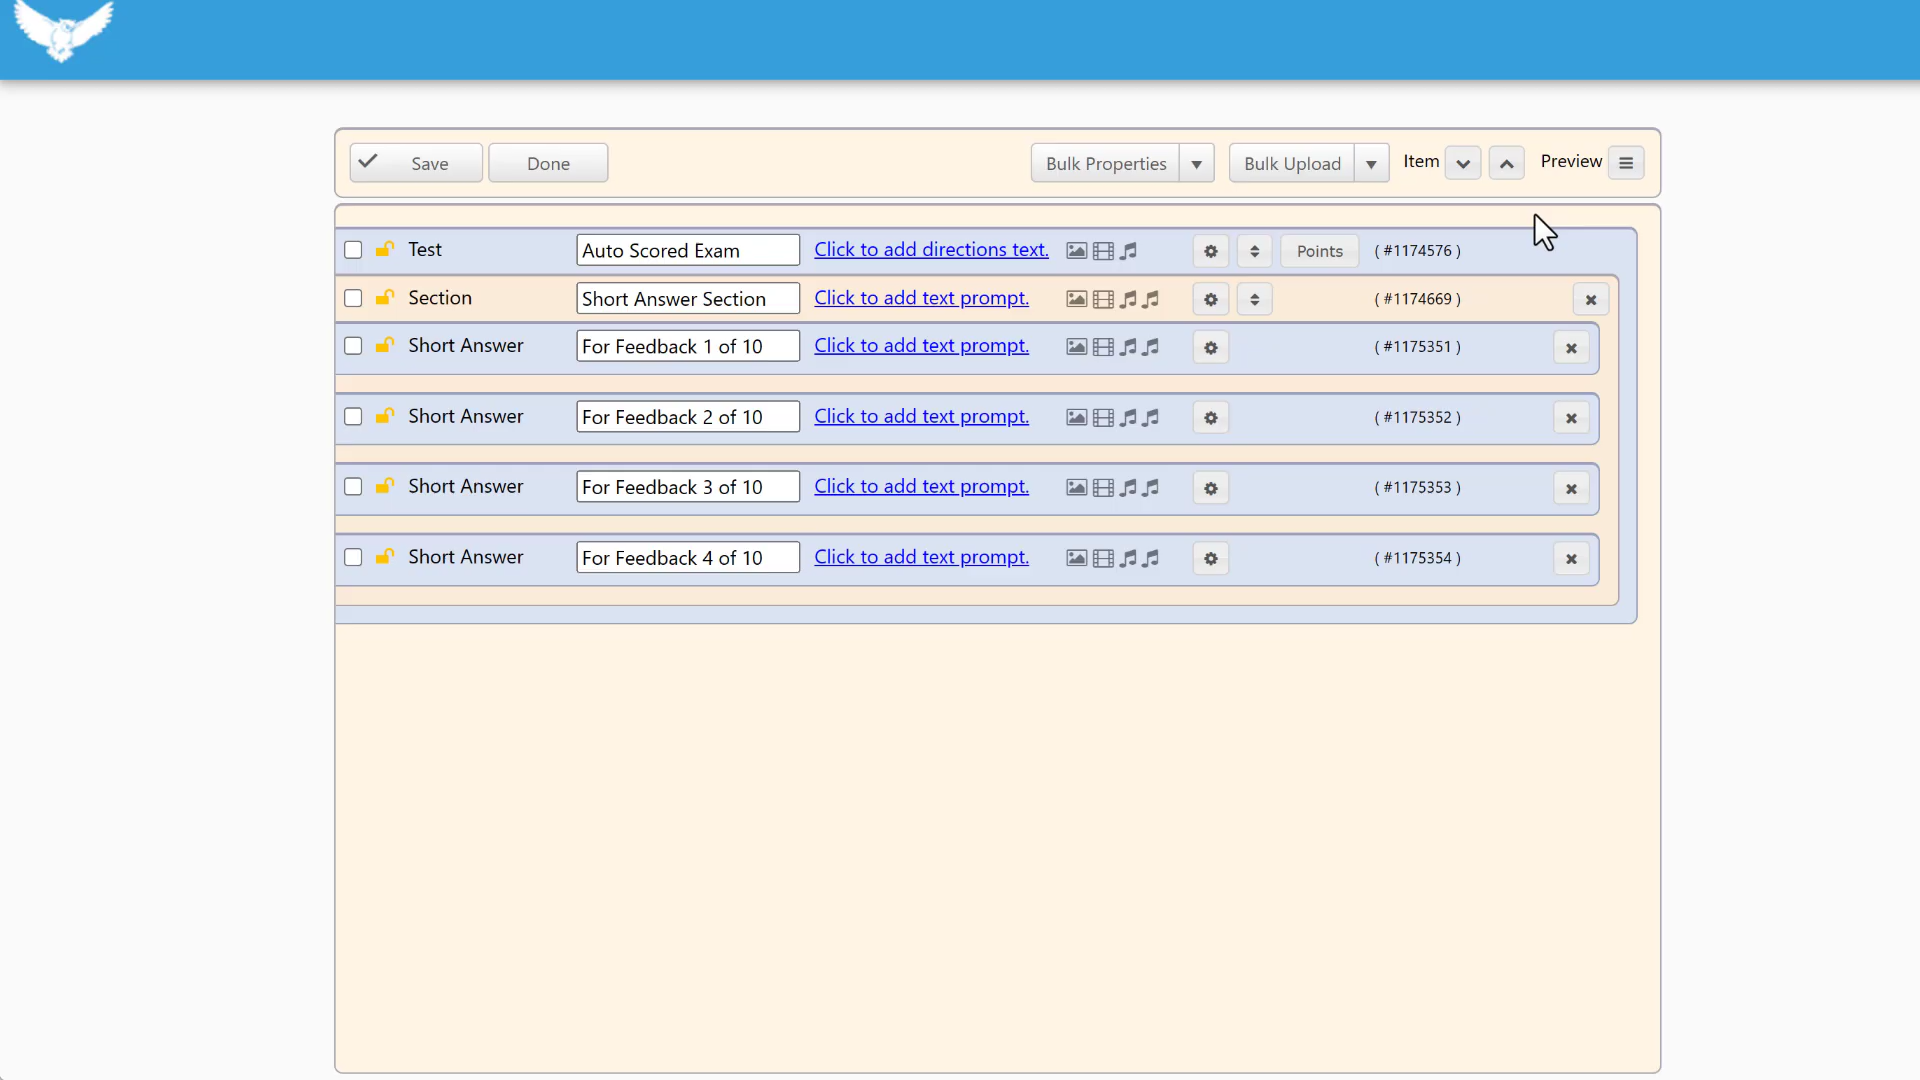 Save Done Bulk Properties Bulk Upload Item Preview
Test Auto Scored Exam Click to add directions text. Points ( #1174576 )
Section Short Answer Section Click to add text prompt. ( #1174669 )
Short Answer For Feedback 1 of 10 Click to add text prompt. ( #1175351 )
Short Answer For Feedback 2 of 10 Click to add text prompt. ( #1175352 )
Short Answer For Feedback 3 of 10 Click to add text prompt. ( #1175353 )
Short Answer For Feedback 4 of 10 Click to add text prompt. ( #1175354 )